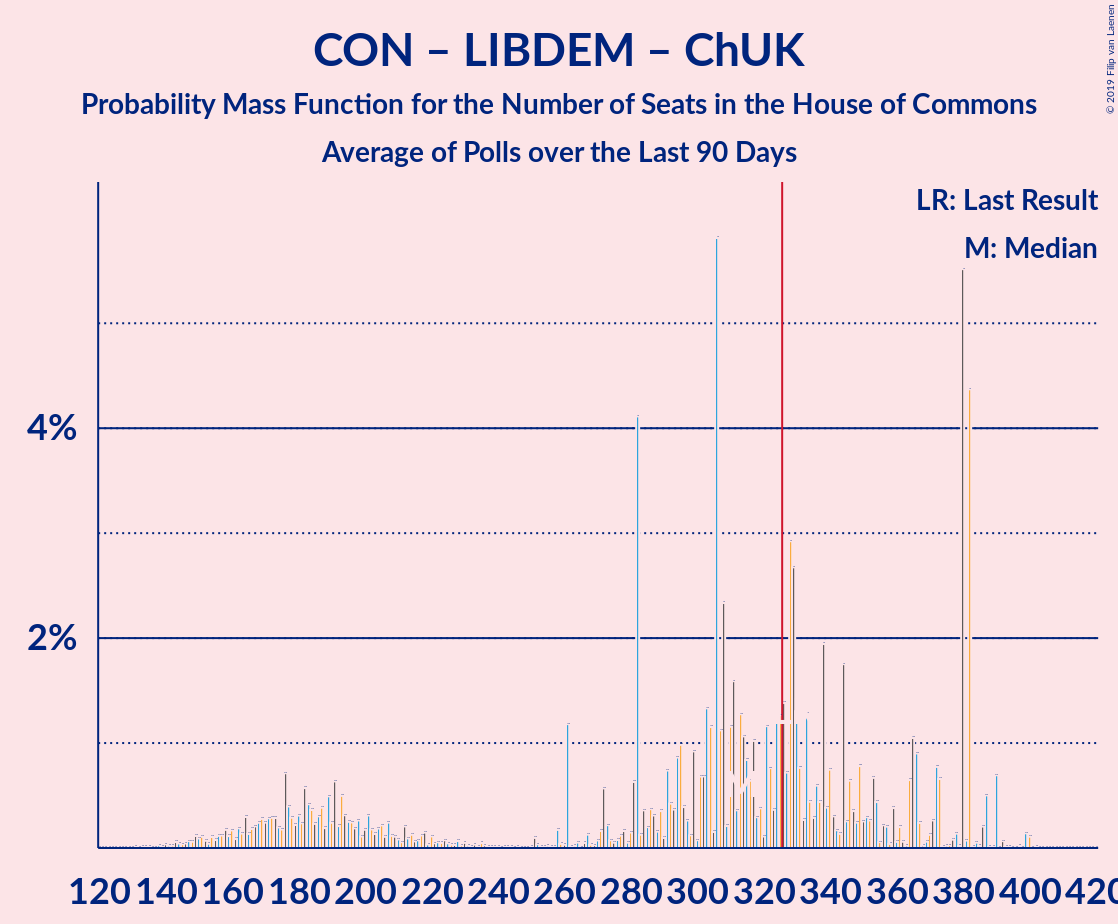 CON – LIBDEM – ChUK
Probability Mass Function for the Number of Seats in the House of Commons
Average of Polls over the Last 90 Days
© 2019 Filip van Laenen
LR: Last Result
M: Median
4%
2%
120 140 160 180 200 220 240 260 280 300 320 340 360 380 400 420